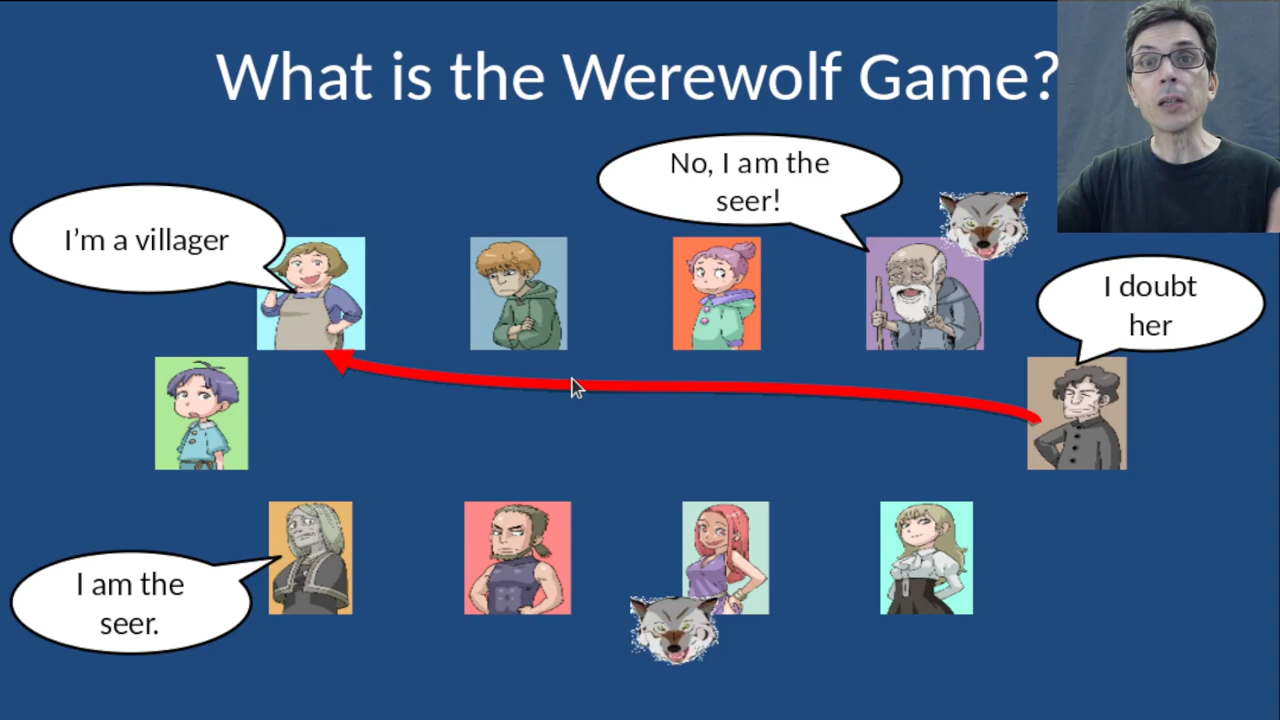 What is the Werewolf Game?
No, I am the
seer!
I’m a villager
I doubt
her
I am the
seer.